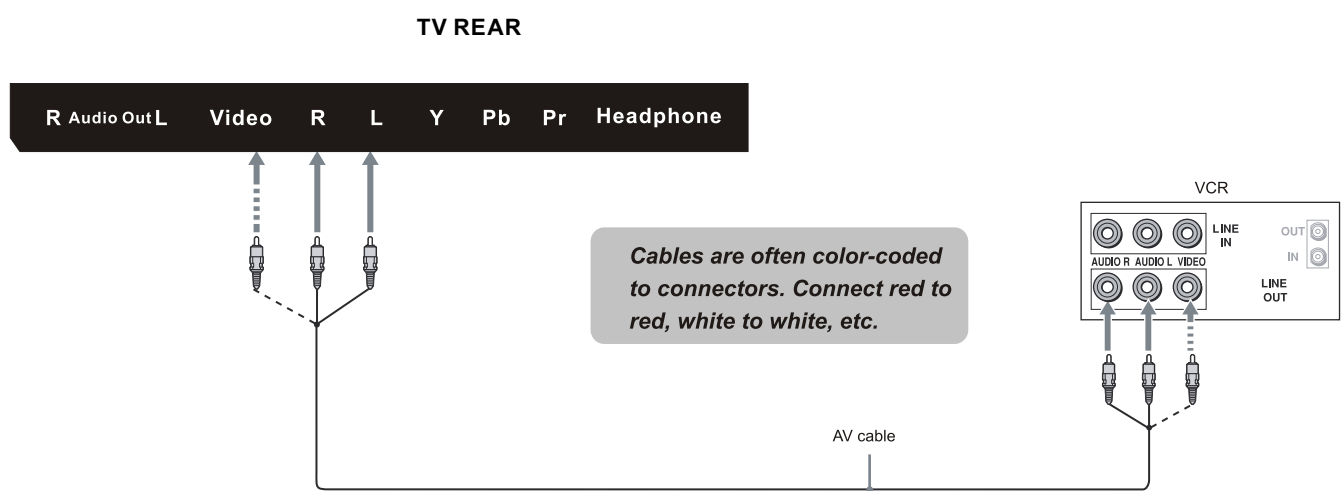 TV REAR
R Audio Out L Video R L Y Pb Pr Headphone
VCR
LINE
IN
OUT
IN
AUDIO R AUDIO L VIDEO
LINE
OUT
Cables are often color-coded
to connectors. Connect red to
red, white to white, etc.
AV cable